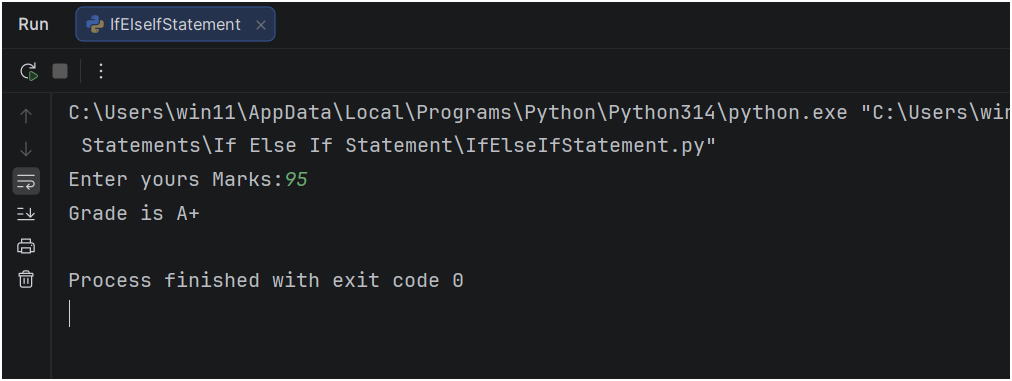 Run IfElseIfStatement
C:\Users\win11\AppData\Local\Programs\Python\Python314\python.exe "C:\Users\win
Statements\If Else If Statement\IfElseIfStatement.py"
Enter yours Marks:95
Grade is A+
Process finished with exit code 0